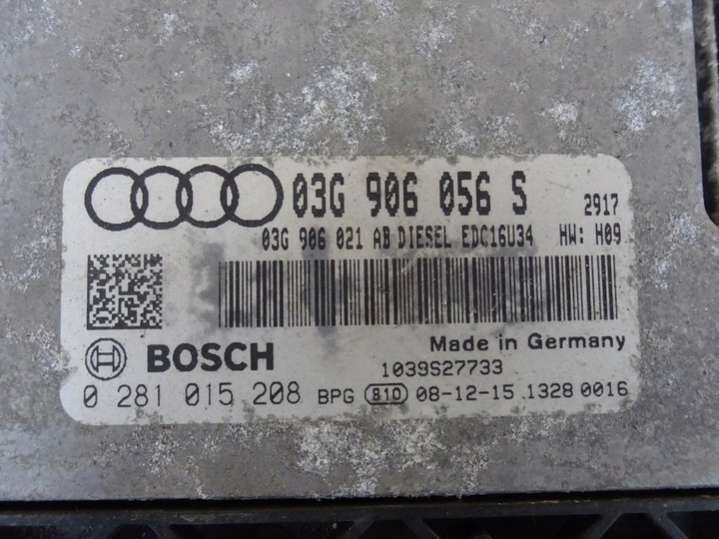 03G 906 056 S 2917
03G 906 021 AB DIESEL EDC16U34 HW: H09
BOSCH Made in Germany
1039S27733
0 281 015 208 BPG 810 08-12-15.1328 0016